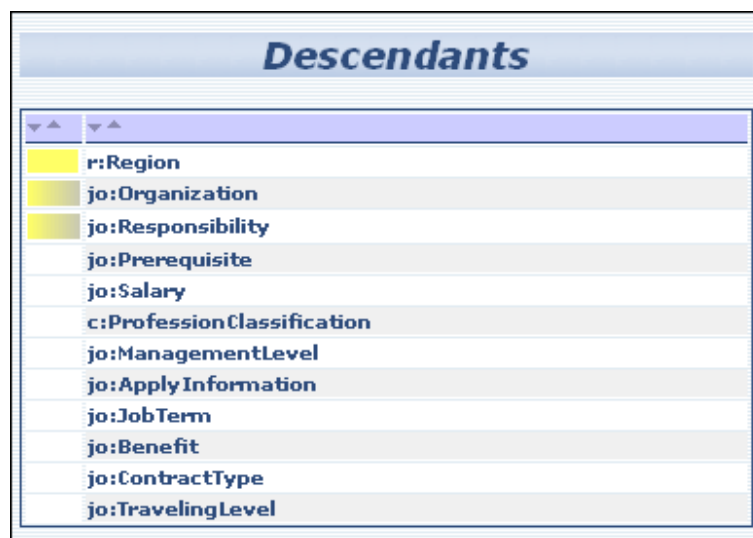 Descendants
r:Region
jo:Organization
jo:Responsibility
jo:Prerequisite
jo:Salary
c:ProfessionClassification
jo:ManagementLevel
jo:ApplyInformation
jo:JobTerm
jo:Benefit
jo:ContractType
jo:TravelingLevel